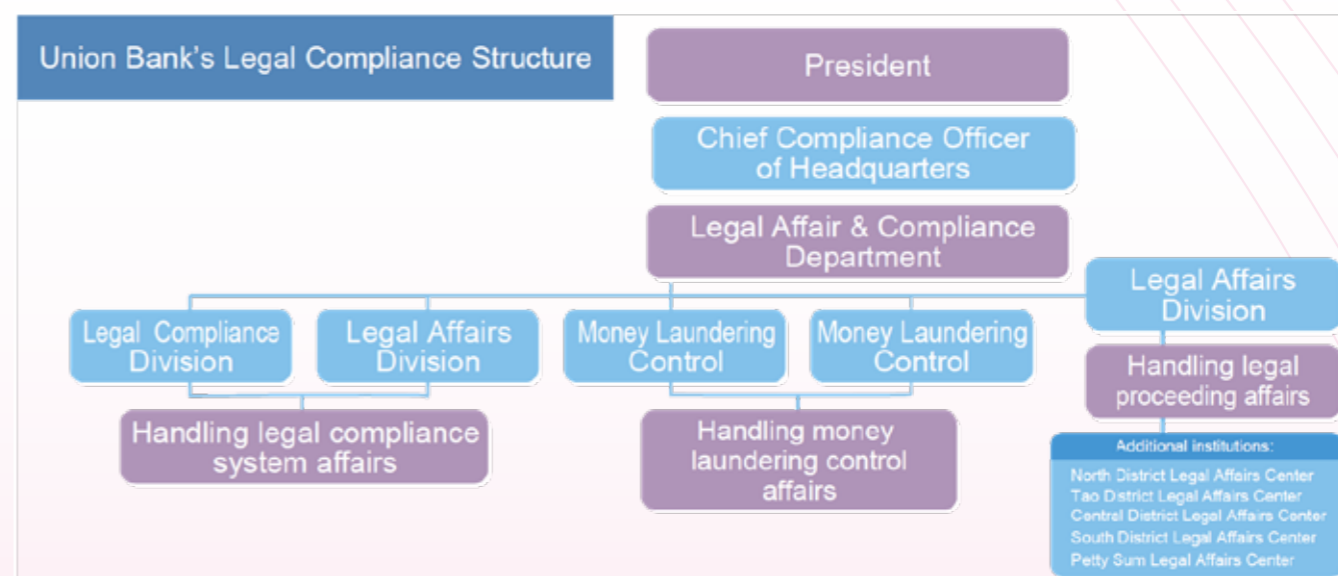 Union Bank's Legal Compliance Structure
President
Chief Compliance Officer
of Headquarters
Legal Affair & Compliance
Department
Legal Compliance
Division
Legal Affairs
Division
Money Laundering
Control
Money Laundering
Control
Legal Affairs
Division
Handling legal compliance
system affairs
Handling money
laundering control
affairs
Handling legal
proceeding affairs
Additional institutions:
North District Legal Affairs Center
Tao District Legal Affairs Center
Central District Legal Affairs Center
South District Legal Affairs Center
Petty Sum Legal Affairs Center